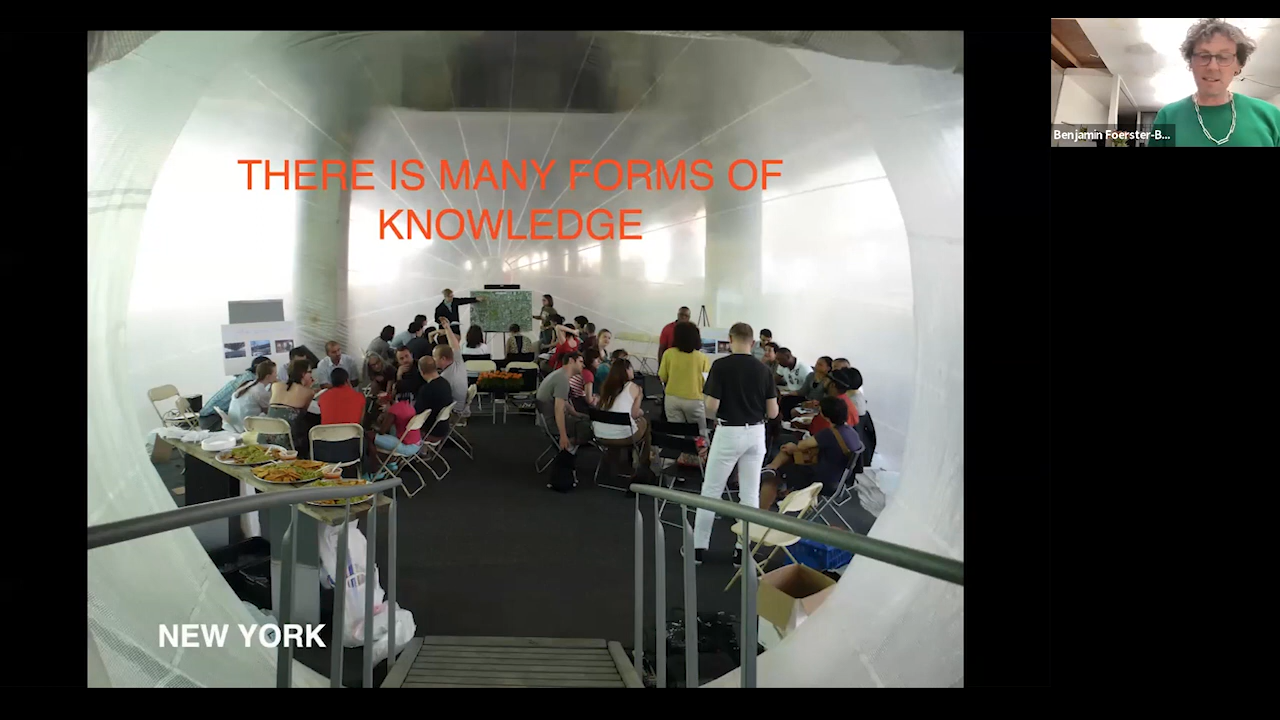 THERE IS MANY FORMS OF
KNOWLEDGE
NEW YORK
Benjamin Foerster-B...